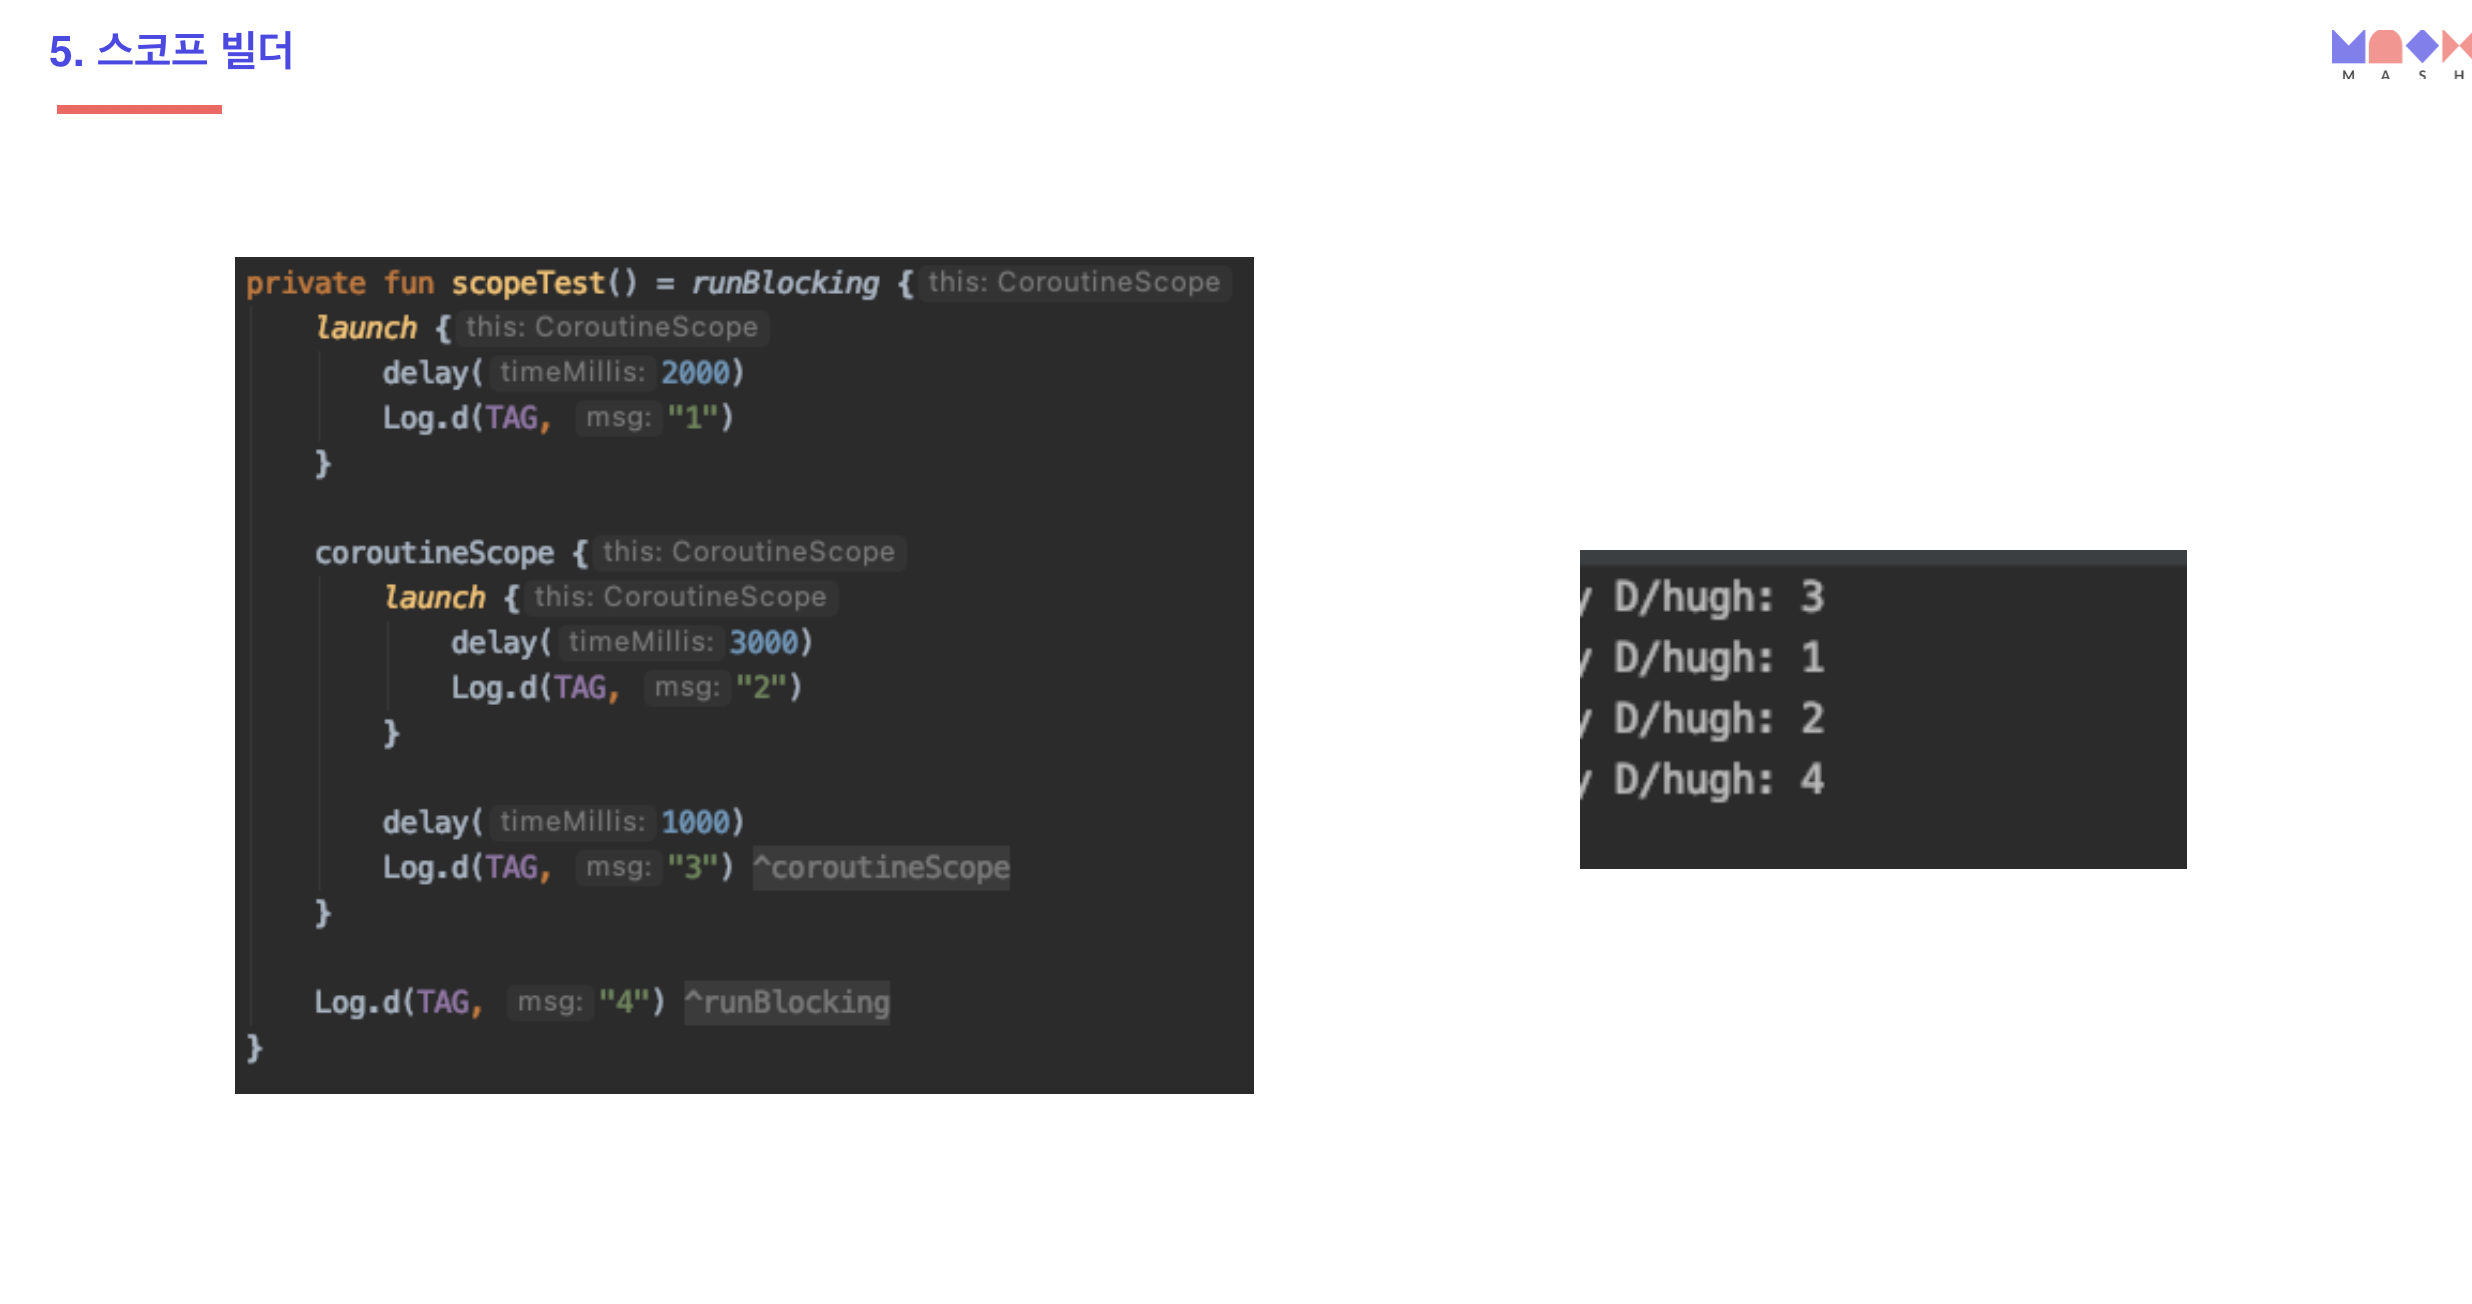 5. 스코프 빌더
M A S H
private fun scopeTest() = runBlocking { this: CoroutineScope
launch { this: CoroutineScope
delay( timeMillis: 2000)
Log.d(TAG, msg: "1")
}
coroutineScope { this: CoroutineScope
launch { this: CoroutineScope
delay( timeMillis: 3000)
Log.d(TAG, msg: "2")
}
delay( timeMillis: 1000)
Log.d(TAG, msg: "3") ^coroutineScope
}
Log.d(TAG, msg: "4") ^runBlocking
}
D/hugh: 3
D/hugh: 1
D/hugh: 2
D/hugh: 4